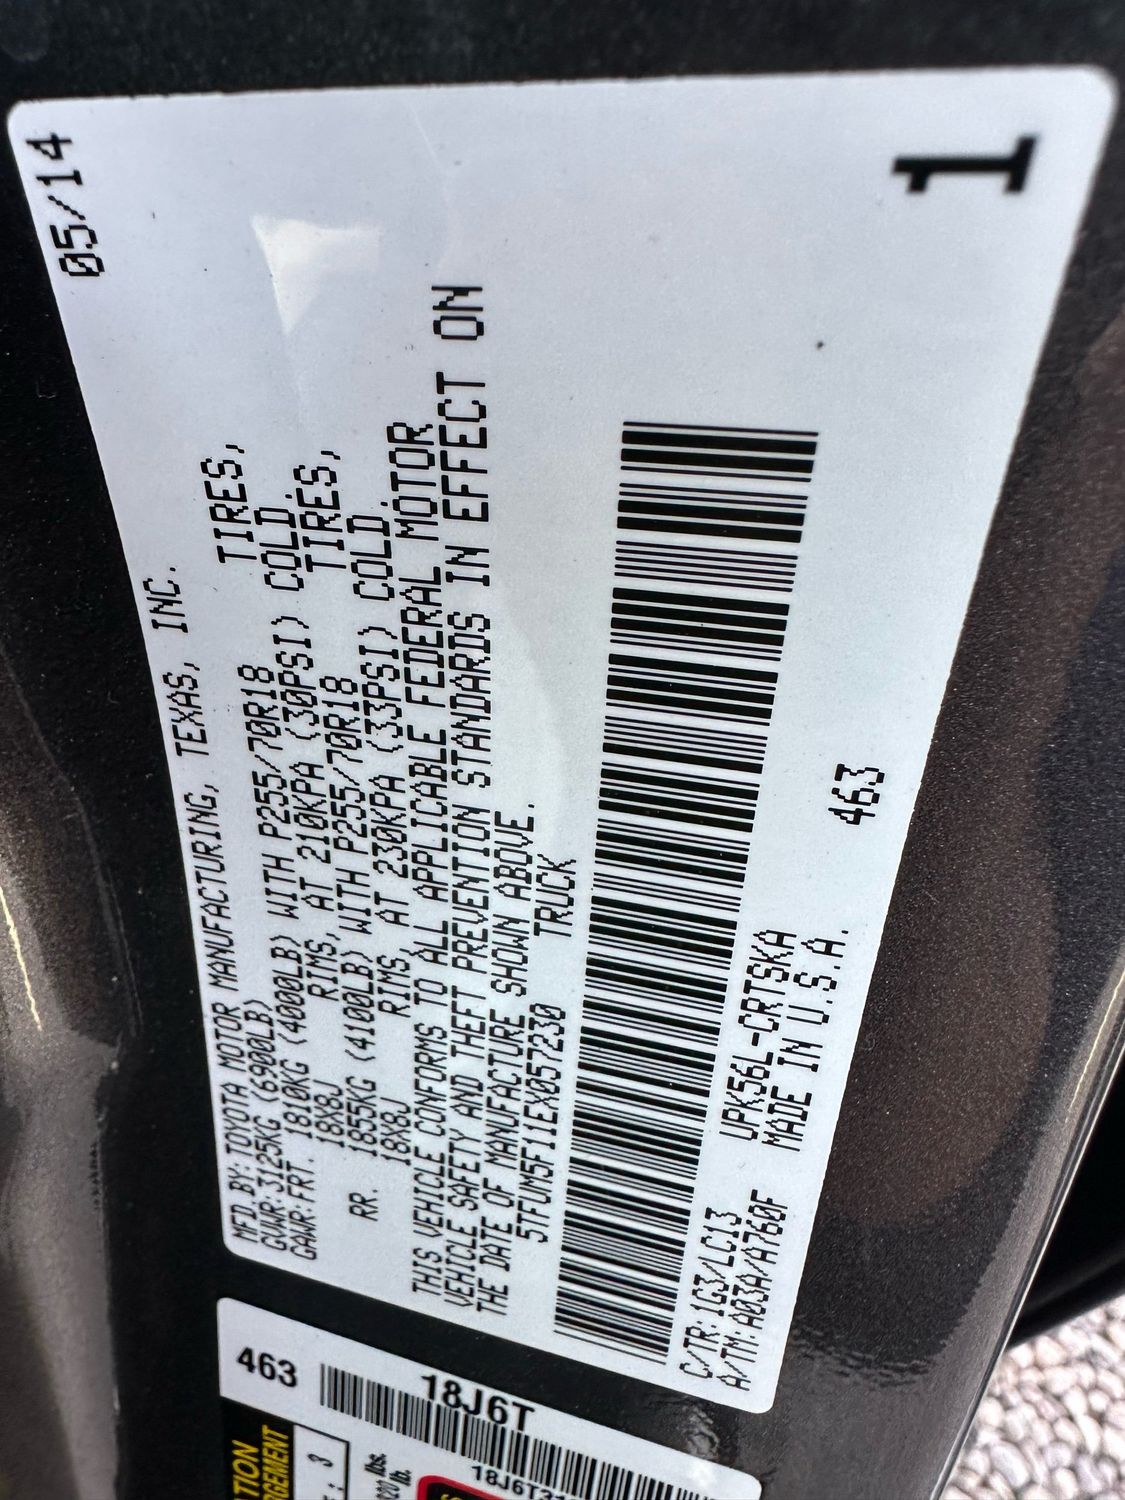 MFD.BY:TOYOTA MOTOR MANUFACTURING, TEXAS, INC. 05/14
GVWR:3125KG (6900LB)
GAWR:FRT. 1810KG (4000LB) WITH P255/70R18 TIRES,
18X8J RIMS, AT 210KPA (30PSI) COLD.
RR. 1855KG (4100LB) WITH P255/70R18 TIRES,
18X8J RIMS, AT 230KPA (33PSI) COLD.
THIS VEHICLE CONFORMS TO ALL APPLICABLE FEDERAL MOTOR
VEHICLE SAFETY AND THEFT PREVENTION STANDARDS IN EFFECT ON
THE DATE OF MANUFACTURE SHOWN ABOVE.
5TFUM5F11EX057230 TRUCK
C/TR:1G3/LC13 UPK56L-CRTSKA 463
A/TM:A03A/A760F MADE IN U.S.A.
1
463
18J6T